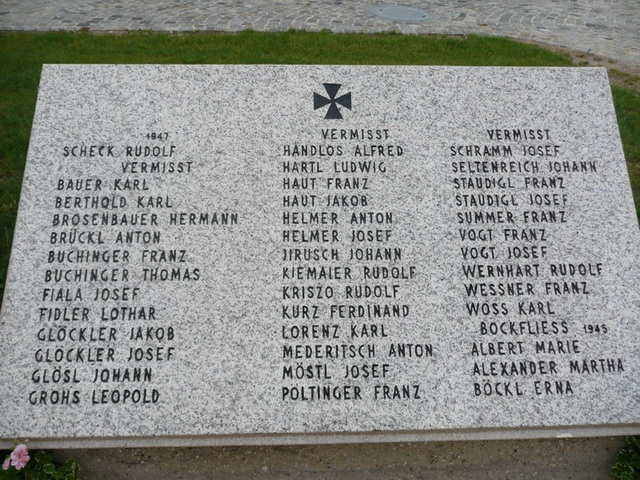 1947
SCHECK RUDOLF
VERMISST
BAUER KARL
BERTHOLD KARL
BROSENBAUER HERMANN
BRÜCKL ANTON
BUCHINGER FRANZ
BUCHINGER THOMAS
FIALA JOSEF
FIDLER LOTHAR
GLÖCKLER JAKOB
GLÖCKLER JOSEF
GLÖSL JOHANN
GROHS LEOPOLD
VERMISST
HANDLOS ALFRED
HARTL LUDWIG
HAUT FRANZ
HAUT JAKOB
HELMER ANTON
HELMER JOSEF
JIRUSCH JOHANN
KIEMAIER RUDOLF
KRISZO RUDOLF
KURZ FERDINAND
LORENZ KARL
MEDERITSCH ANTON
MÖSTL JOSEF
POLTINGER FRANZ
VERMISST
SCHRAMM JOSEF
SELTENREICH JOHANN
STAUDIGL FRANZ
STAUDIGL JOSEF
SUMMER FRANZ
VOGT FRANZ
VOGT JOSEF
WERNHART RUDOLF
WESSNER FRANZ
WOSS KARL
BOCKFLIESS 1945
ALBERT MARIE
ALEXANDER MARTHA
BÖCKL ERNA